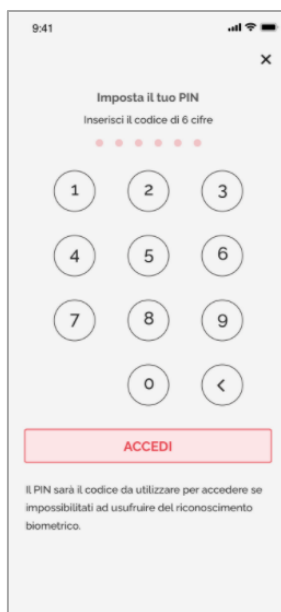 9:41
Imposta il tuo PIN
Inserisci il codice di 6 cifre
1 2 3
4 5 6
7 8 9
0
ACCEDI
Il PIN sarà il codice da utilizzare per accedere se
impossibilitati ad usufruire del riconoscimento
biometrico.